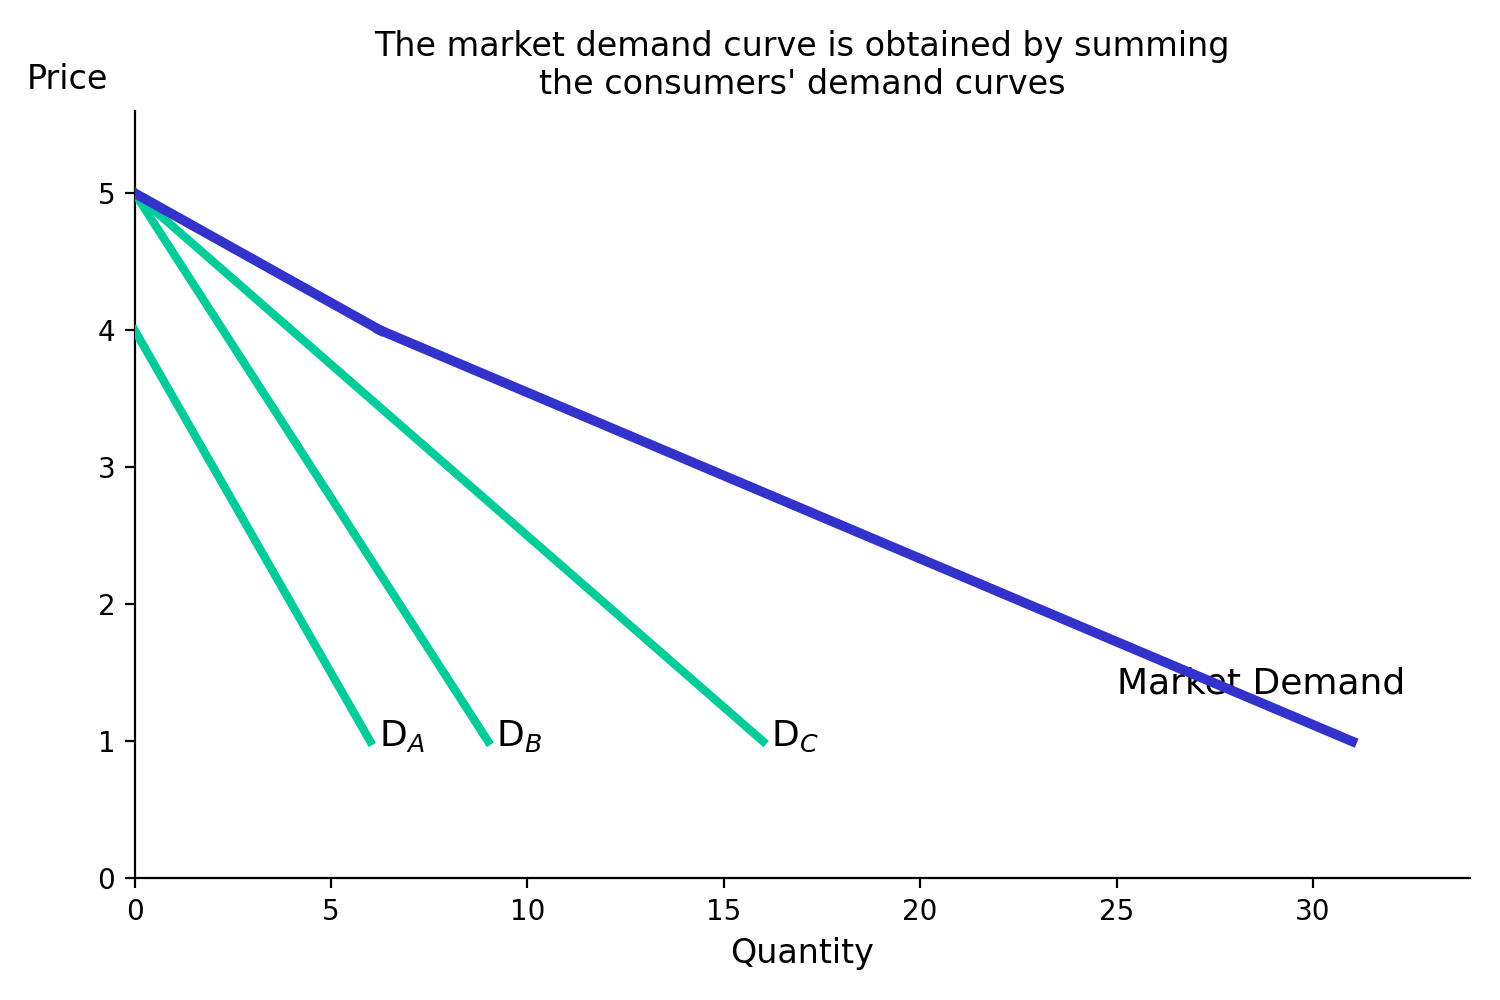 The market demand curve is obtained by summing
the consumers' demand curves
Price
5
4
3
2
1
0
D_A
D_B
D_C
Market Demand
0 5 10 15 20 25 30
Quantity